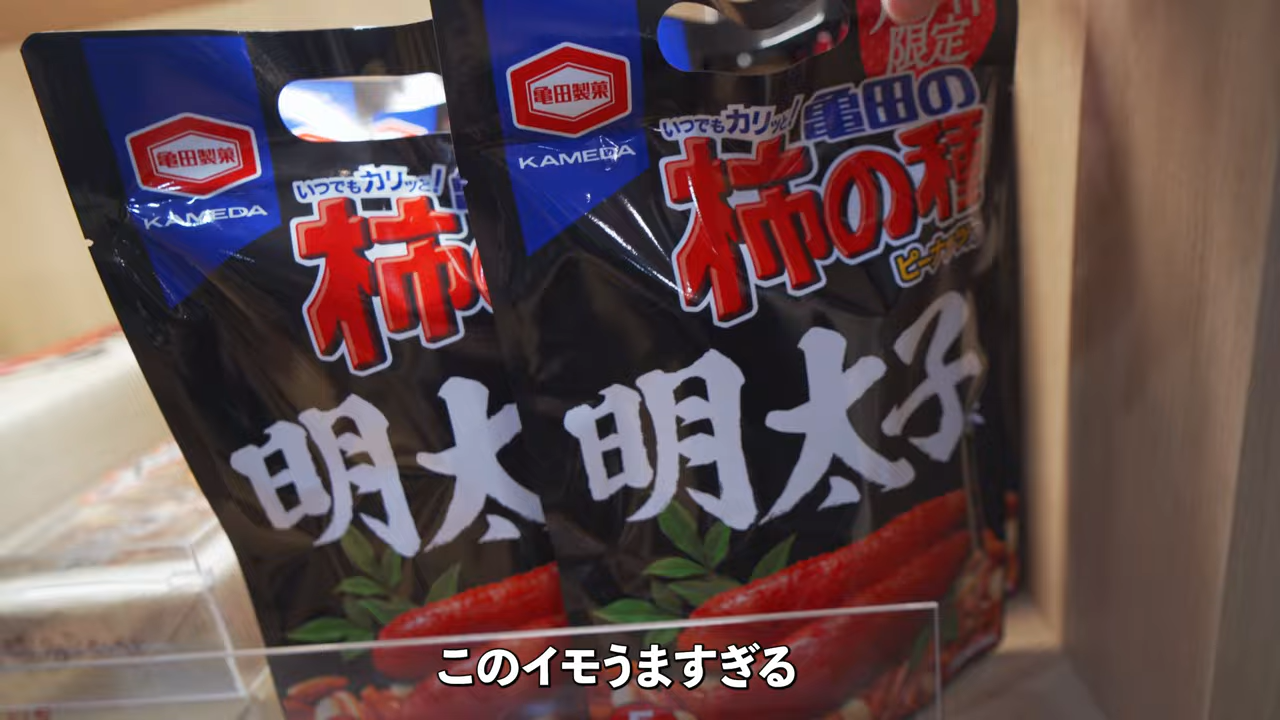 亀田製菓
KAMEDA
いつでもカリッと!
柿
明太
限定
亀田製菓
KAMEDA
いつでもカリッと!
亀田の
柿の種
ピーナッツ
明太子
このイモうますぎる